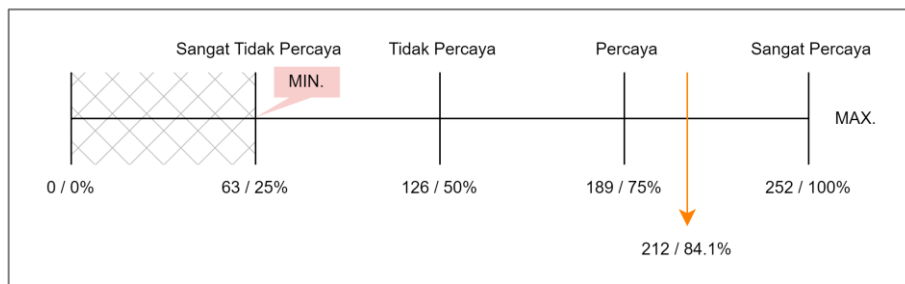 Sangat Tidak Percaya
Tidak Percaya
Percaya
Sangat Percaya
MIN.
MAX.
0 / 0%
63 / 25%
126 / 50%
189 / 75%
252 / 100%
212 / 84.1%